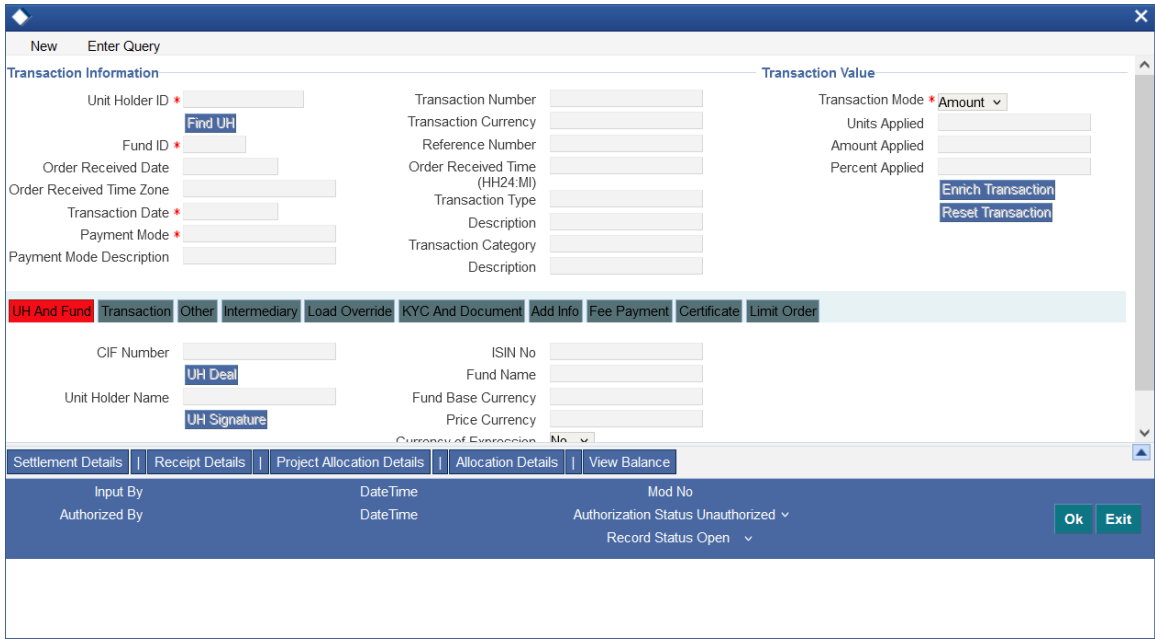 New Enter Query
Transaction Information
Unit Holder ID *
Find UH
Fund ID *
Order Received Date
Order Received Time Zone
Transaction Date *
Payment Mode *
Payment Mode Description
Transaction Number
Transaction Currency
Reference Number
Order Received Time
(HH24:MI)
Transaction Type
Description
Transaction Category
Description
Transaction Value
Transaction Mode * Amount
Units Applied
Amount Applied
Percent Applied
Enrich Transaction
Reset Transaction
UH And Fund Transaction Other Intermediary Load Override KYC And Document Add Info Fee Payment Certificate Limit Order
CIF Number
UH Deal
Unit Holder Name
UH Signature
ISIN No
Fund Name
Fund Base Currency
Price Currency
Currency of Expression No
Settlement Details | Receipt Details | Project Allocation Details | Allocation Details | View Balance
Input By DateTime Mod No
Authorized By DateTime Authorization Status Unauthorized
Record Status Open
Ok Exit